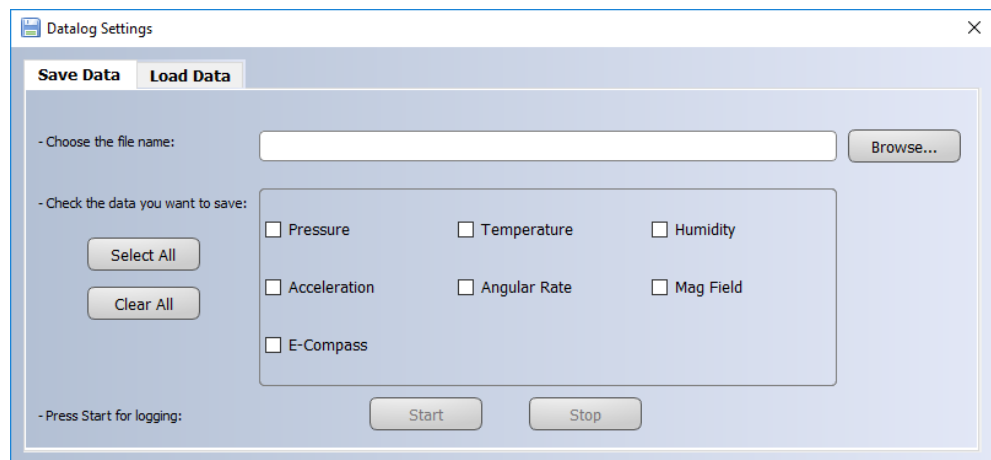 Datalog Settings
Save Data Load Data
- Choose the file name:
Browse...
- Check the data you want to save:
Select All
Clear All
Pressure Temperature Humidity
Acceleration Angular Rate Mag Field
E-Compass
- Press Start for logging:
Start Stop